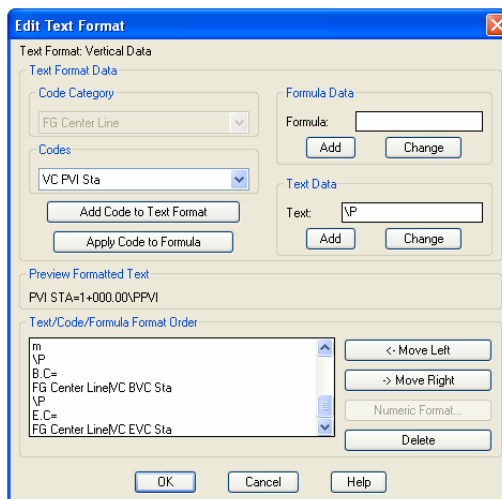 Edit Text Format
Text Format: Vertical Data
Text Format Data
Code Category
FG Center Line
Codes
VC PVI Sta
Add Code to Text Format
Apply Code to Formula
Formula Data
Formula:
Add
Change
Text Data
Text: \P
Add
Change
Preview Formatted Text
PVI STA=1+000.00\PPVI
Text/Code/Formula Format Order
m
\P
B.C=
FG Center Line|VC BVC Sta
\P
E.C=
FG Center Line|VC EVC Sta
<- Move Left
-> Move Right
Numeric Format...
Delete
OK
Cancel
Help